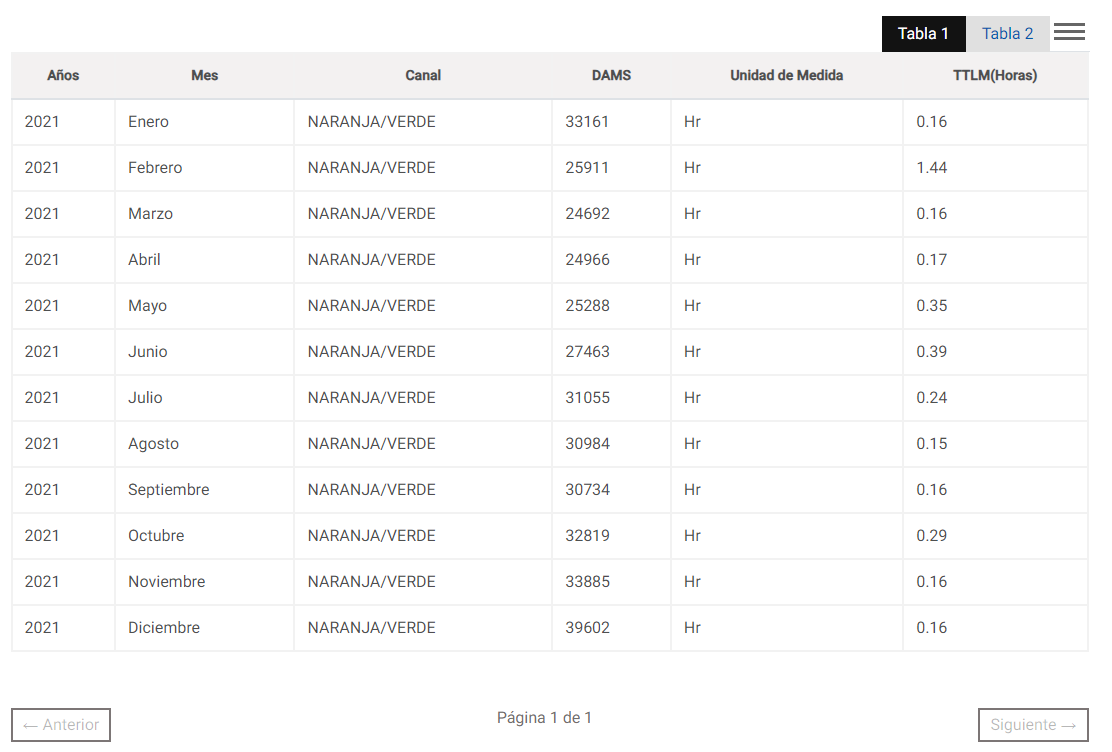 Tabla 1 Tabla 2
Años Mes Canal DAMS Unidad de Medida TTLM(Horas)
2021 Enero NARANJA/VERDE 33161 Hr 0.16
2021 Febrero NARANJA/VERDE 25911 Hr 1.44
2021 Marzo NARANJA/VERDE 24692 Hr 0.16
2021 Abril NARANJA/VERDE 24966 Hr 0.17
2021 Mayo NARANJA/VERDE 25288 Hr 0.35
2021 Junio NARANJA/VERDE 27463 Hr 0.39
2021 Julio NARANJA/VERDE 31055 Hr 0.24
2021 Agosto NARANJA/VERDE 30984 Hr 0.15
2021 Septiembre NARANJA/VERDE 30734 Hr 0.16
2021 Octubre NARANJA/VERDE 32819 Hr 0.29
2021 Noviembre NARANJA/VERDE 33885 Hr 0.16
2021 Diciembre NARANJA/VERDE 39602 Hr 0.16
← Anterior Página 1 de 1 Siguiente →